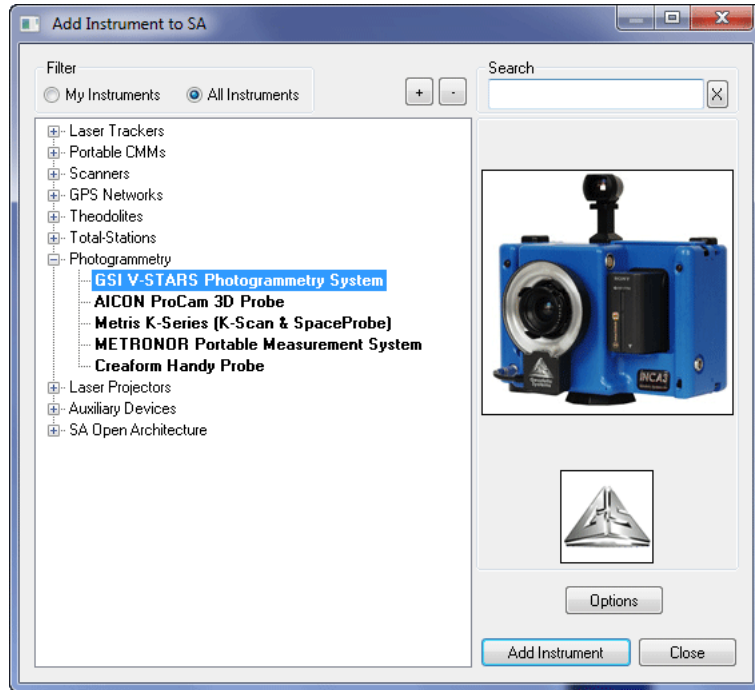 Add Instrument to SA
Filter
My Instruments
All Instruments
+
-
Search
X
Laser Trackers
Portable CMMs
Scanners
GPS Networks
Theodolites
Total-Stations
Photogrammetry
GSI V-STARS Photogrammetry System
AICON ProCam 3D Probe
Metris K-Series (K-Scan & SpaceProbe)
METRONOR Portable Measurement System
Creaform Handy Probe
Laser Projectors
Auxiliary Devices
SA Open Architecture
INCA3
Options
Add Instrument
Close